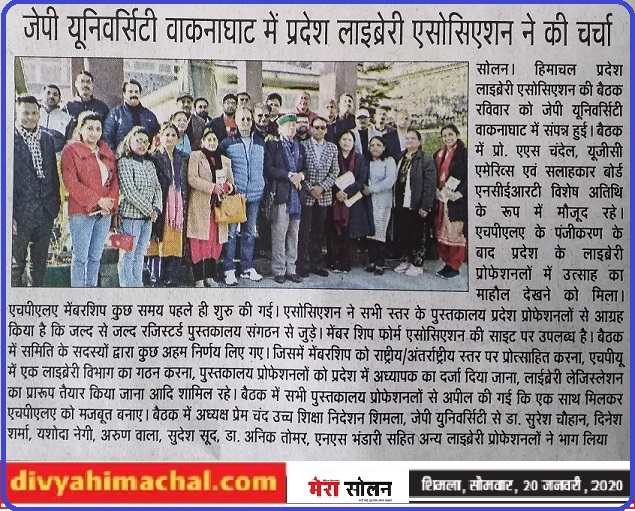 जेपी यूनिवर्सिटी वाकनाघाट में प्रदेश लाइब्रेरी एसोसिएशन ने की चर्चा
सोलन। हिमाचल प्रदेश
लाइब्रेरी एसोसिएशन की बैठक
रविवार को जेपी यूनिवर्सिटी
वाकनाघाट में संपन्न हुई। बैठक
में प्रो. एएस चंदेल, यूजीसी
एमेरिव्स एवं सलाहकार बोर्ड
एनसीईआरटी विशेष अतिथि
के रूप में मौजूद रहे।
एचपीएलए के पंजीकरण के
बाद प्रदेश के लाइब्रेरी
प्रोफेशनलों में उत्साह का
माहौल देखने को मिला।
एचपीएलए मेंबरशिप कुछ समय पहले ही शुरु की गई। एसोसिएशन ने सभी स्तर के पुस्तकालय प्रदेश प्रोफेशनलों से आग्रह
किया है कि जल्द से जल्द रजिस्टर्ड पुस्तकालय संगठन से जुड़े। मेंबर शिप फोर्म एसोसिएशन की साइट पर उपलब्ध है। बैठक
में समिति के सदस्यों द्वारा कुछ अहम निर्णय लिए गए। जिसमें मेंबरशिप को राष्ट्रीय/अंतर्राष्ट्रीय स्तर पर प्रोत्साहित करना, एचपीयू
में एक लाइब्रेरी विभाग का गठन करना, पुस्तकालय प्रोफेशनलों को प्रदेश में अध्यापक का दर्जा दिया जाना, लाईब्रेरी लेजिस्लेशन
का प्रारूप तैयार किया जाना आदि शामिल रहे। बैठक में सभी पुस्तकालय प्रोफेशनलों से अपील की गई कि एक साथ मिलकर
एचपीएलए को मजबूत बनाए। बैठक में अध्यक्ष प्रेम चंद उच्च शिक्षा निदेशन शिमला, जेपी यूनिवर्सिटी से डा. सुरेश चौहान, दिनेश
शर्मा, यशोदा नेगी, अरुण वाला, सुदेश सूद, डा. अनिक तोमर, एनएस भंडारी सहित अन्य लाइब्रेरी प्रोफेशनलों ने भाग लिया
divyahimachal.com
मेरा सोलन
शिमला, सोमवार, 20 जनवरी, 2020